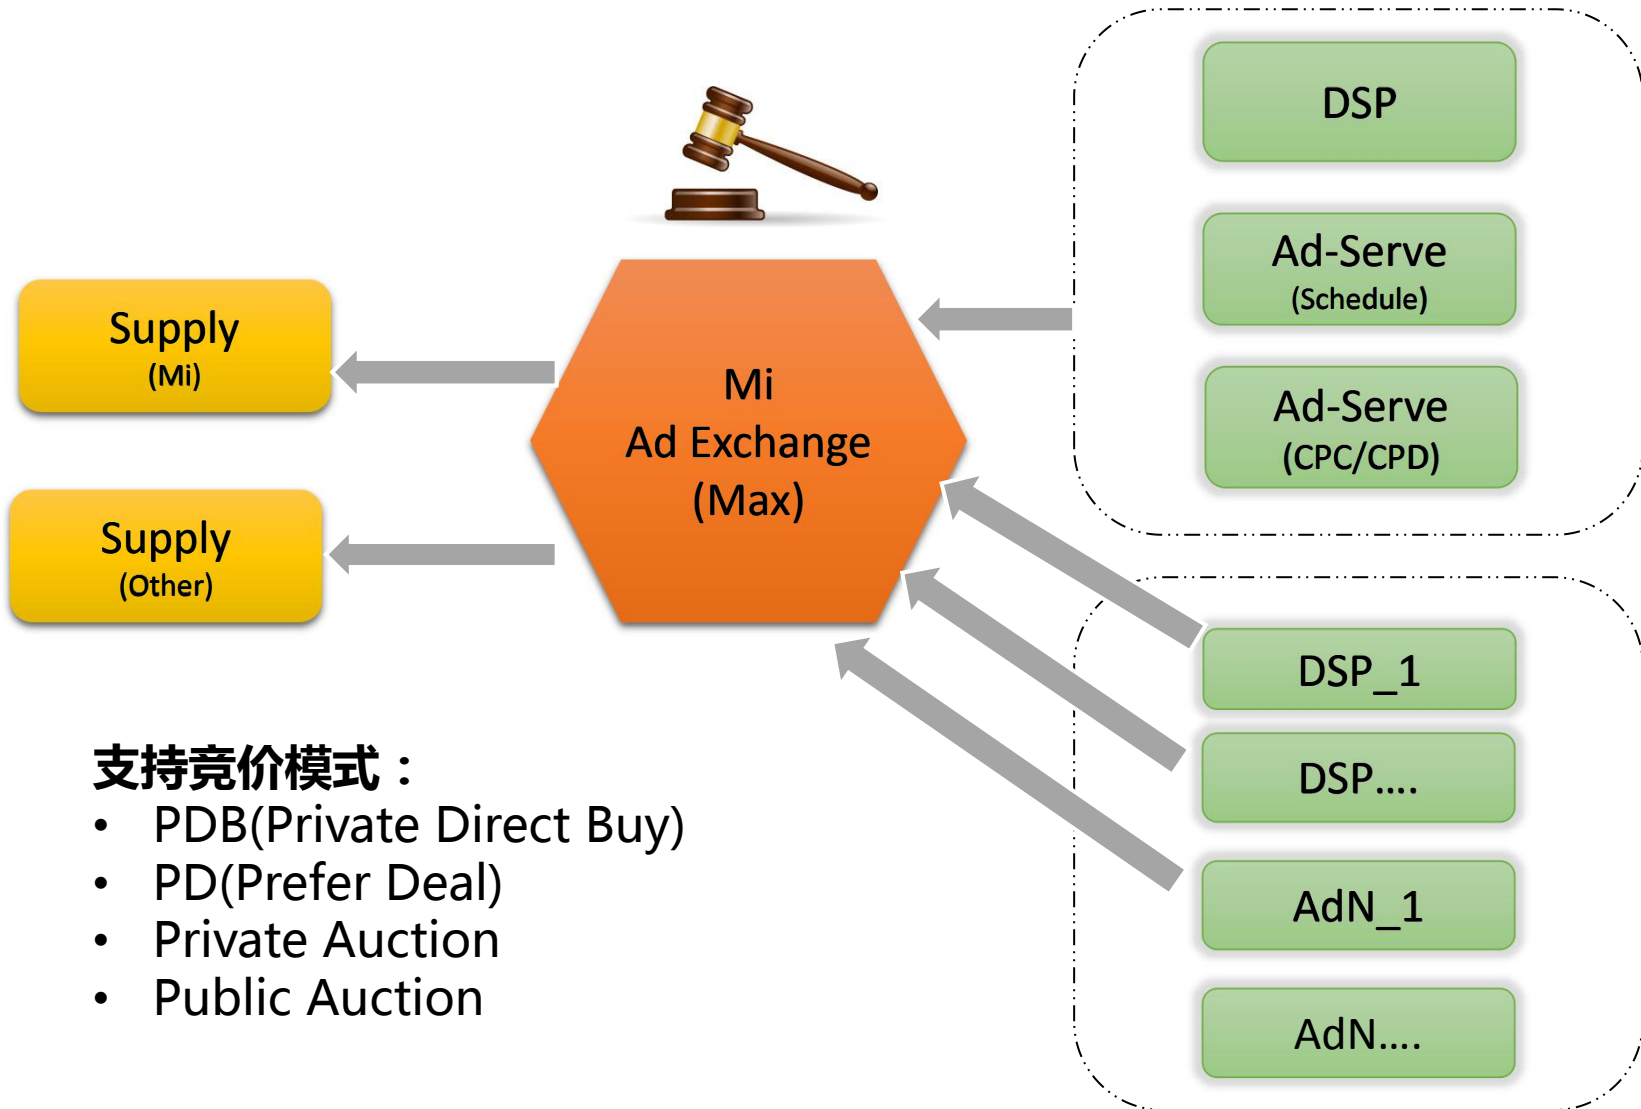 DSP
Ad-Serve
(Schedule)
Ad-Serve
(CPC/CPD)
Supply
(Mi)
Mi
Ad Exchange
(Max)
Supply
(Other)
DSP_1
DSP....
AdN_1
AdN....
支持竞价模式：
• PDB(Private Direct Buy)
• PD(Prefer Deal)
• Private Auction
• Public Auction